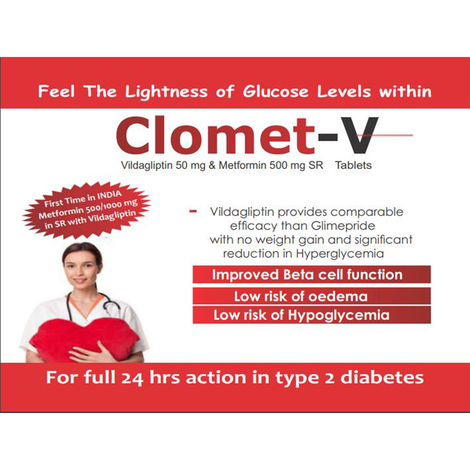 Feel The Lightness of Glucose Levels within
Clomet-V
Vildagliptin 50 mg & Metformin 500 mg SR Tablets
First Time in INDIA
Metformin 500/1000 mg
in SR with Vildagliptin
- Vildagliptin provides comparable
efficacy than Glimepride
with no weight gain and significant
reduction in Hyperglycemia
Improved Beta cell function
Low risk of oedema
Low risk of Hypoglycemia
For full 24 hrs action in type 2 diabetes